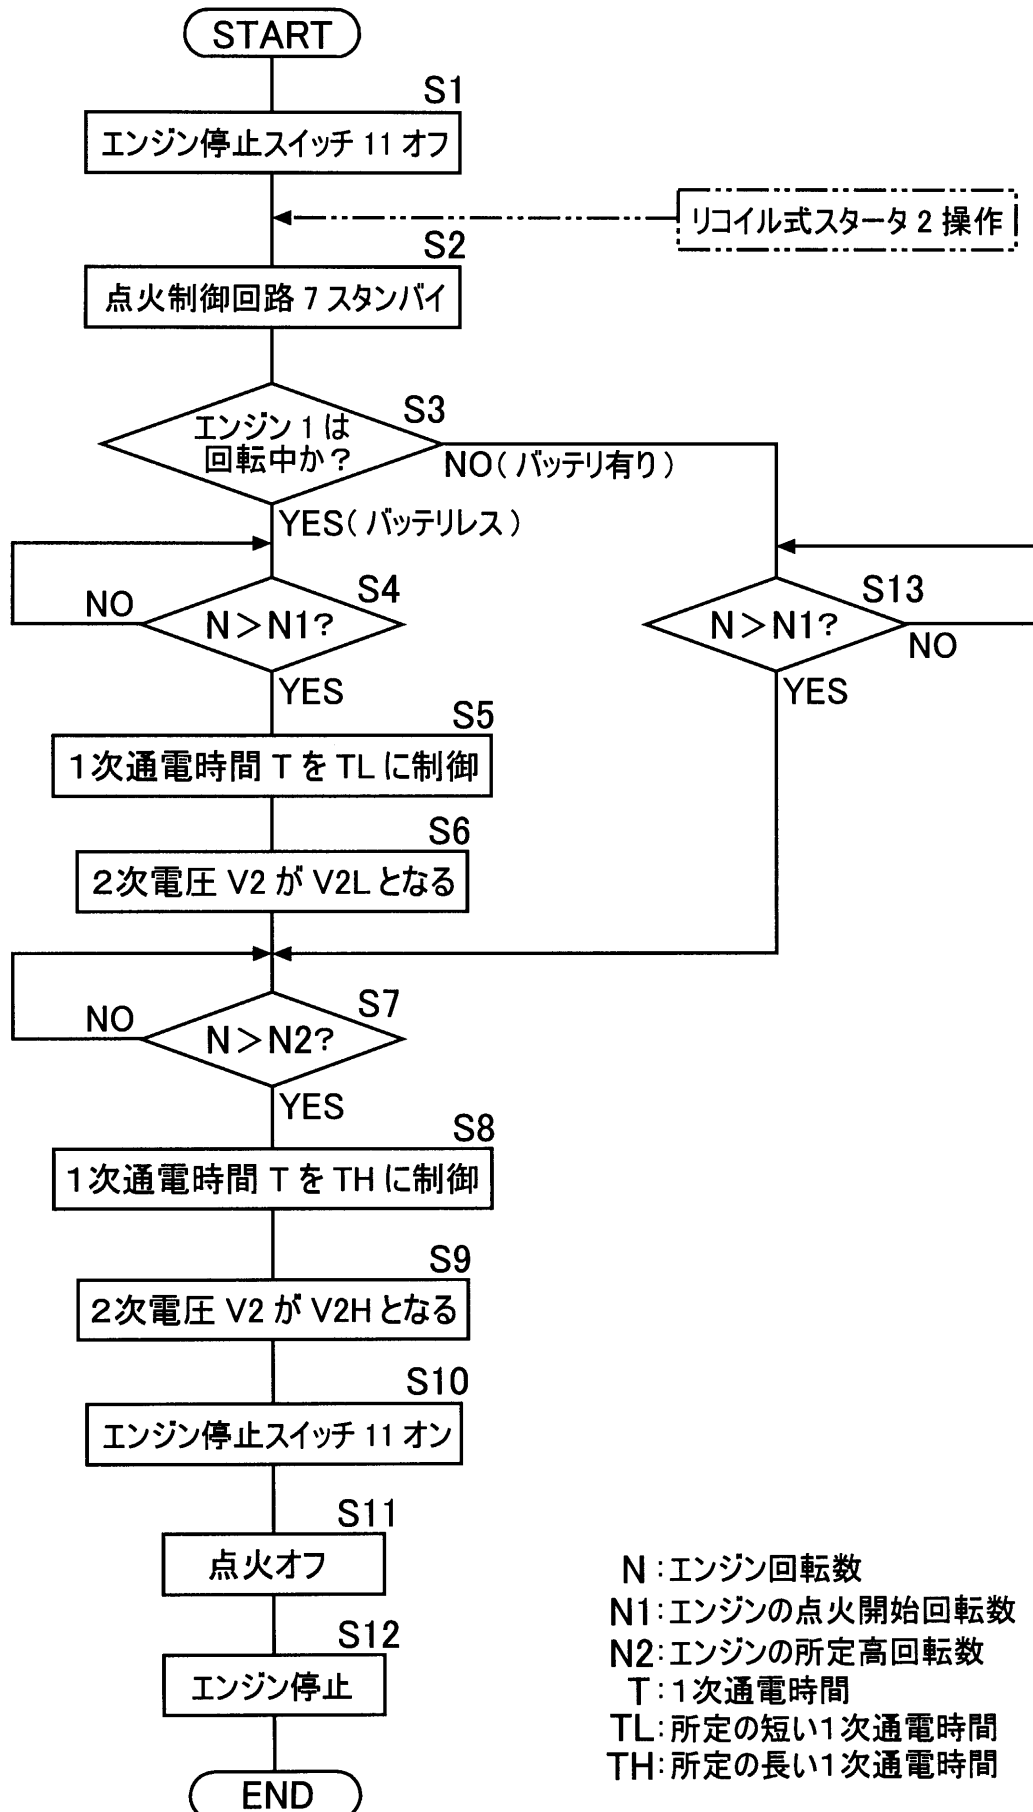 START
S1
エンジン停止スイッチ 11 オフ
リコイル式スタータ 2 操作
S2
点火制御回路 7 スタンバイ
S3
エンジン 1 は
回転中か？
NO（バッテリ有り）
YES（バッテリレス）
S4
NO
N＞N1?
YES
S13
N＞N1?
NO
YES
S5
1次通電時間 T を TL に制御
S6
2次電圧 V2 が V2L となる
S7
NO
N＞N2?
YES
S8
1次通電時間 T を TH に制御
S9
2次電圧 V2 が V2H となる
S10
エンジン停止スイッチ 11 オン
S11
点火オフ
S12
エンジン停止
END
N：エンジン回転数
N1：エンジンの点火開始回転数
N2：エンジンの所定高回転数
T：1次通電時間
TL：所定の短い1次通電時間
TH：所定の長い1次通電時間